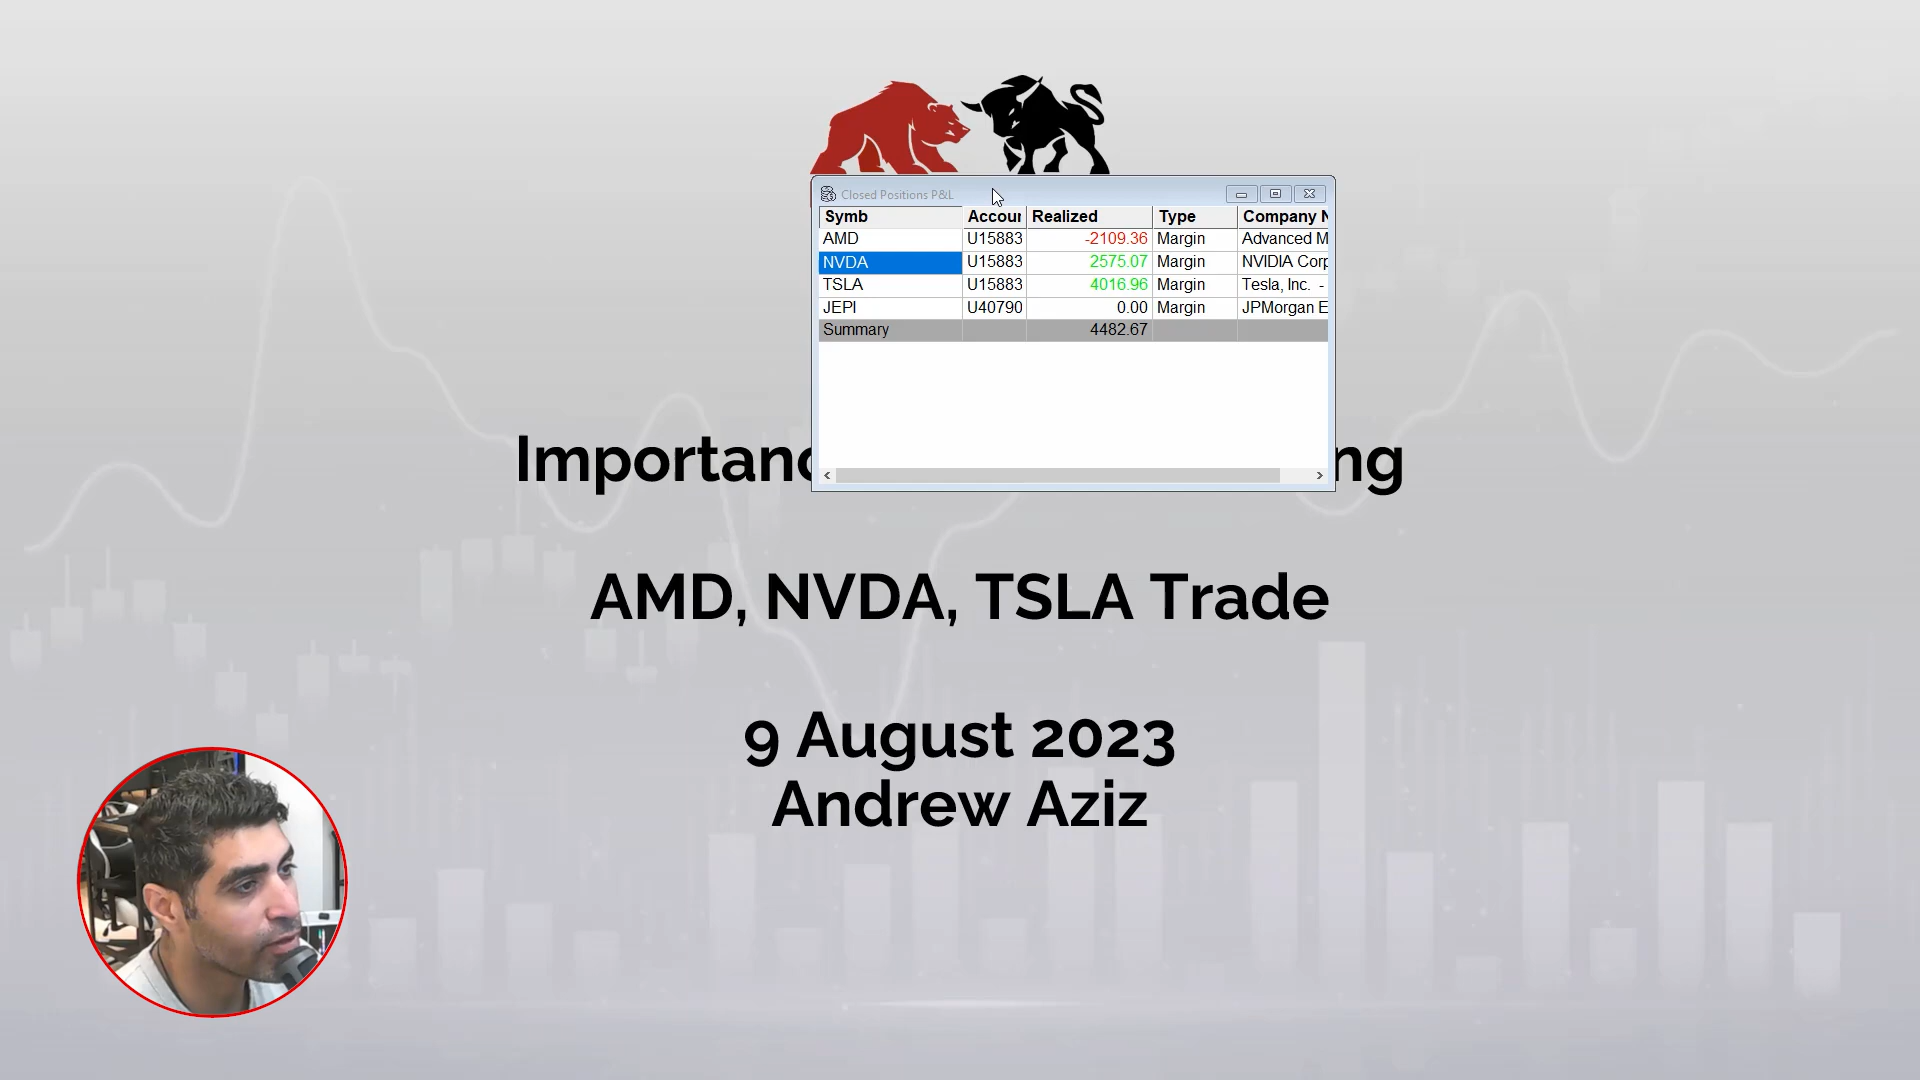 Closed Positions P&L
Symb Accour Realized Type Company N
AMD U15883 -2109.36 Margin Advanced M
NVDA U15883 2575.07 Margin NVIDIA Corp
TSLA U15883 4016.96 Margin Tesla, Inc. -
JEPI U40790 0.00 Margin JPMorgan E
Summary 4482.67
Importanc ng
AMD, NVDA, TSLA Trade
9 August 2023
Andrew Aziz